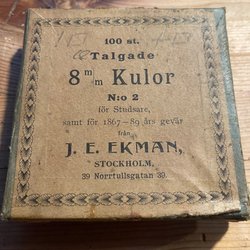 100 st.
Talgade
8 m/m Kulor
N:o 2
för Studsare,
samt för 1867–89 års gevär
från
J. E. EKMAN,
STOCKHOLM,
39 Norrtullsgatan 39.